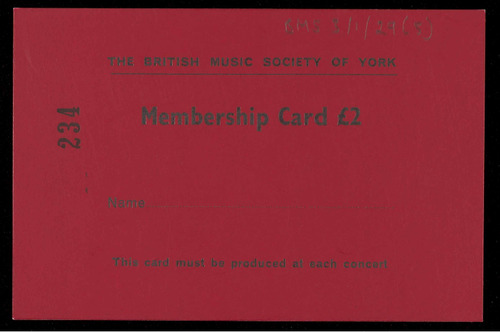 THE BRITISH MUSIC SOCIETY OF YORK
234
Membership Card £2
Name
This card must be produced at each concert